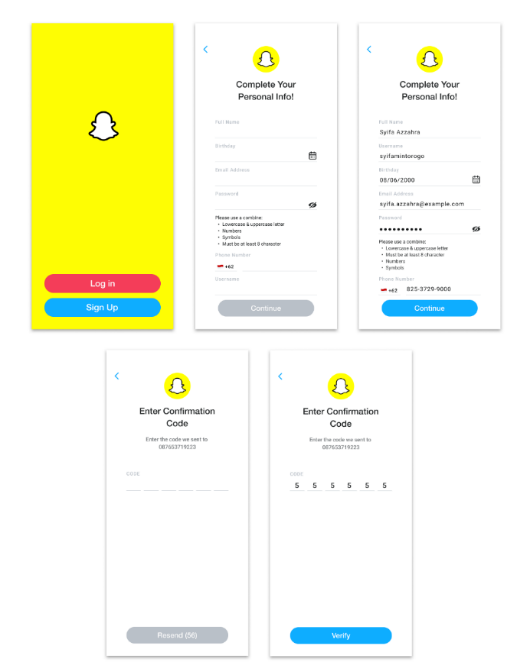 Log in
Sign Up
Complete Your
Personal Info!
Full Name
Birthday
Email Address
Password
Please use a combine:
• Lowercase & uppercase letter
• Numbers
• Symbols
• Must be at least 8 character
Phone Number
+62
Username
Continue
Complete Your
Personal Info!
Full Name
Syifa Azzahra
Username
syifamintorogo
Birthday
08/06/2000
Email Address
syifa.azzahra@example.com
Password
Please use a combine:
• Lowercase & uppercase letter
• Must be at least 8 character
• Numbers
• Symbols
Phone Number
+62 825-3729-9000
Continue
Enter Confirmation
Code
Enter the code we sent to
087653719223
CODE
Resend (56)
Enter Confirmation
Code
Enter the code we sent to
087653719223
CODE
5 5 5 5 5 5
Verify